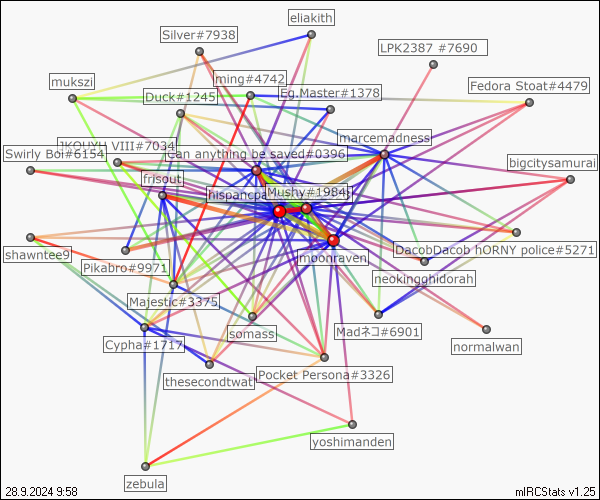 eliakith
Silver#7938
LPK2387 #7690
mukszi
ming#4742
Fedora Stoat#4479
Duck#1245
Eg.Master#1378
marcemadness
VIII#7034
Swirly Boi#6154
Can anything be saved#0396
bigcitysamurai
frisout
Mushy#1984
shawntee9
moonraven
DacobDacob hORNY police#5271
Pikabro#9971
neokingghidorah
Majestic#3375
somass
Madネコ#6901
normalwan
Cypha#1717
thesecondtwat
Pocket Persona#3326
yoshimanden
zebula
28.9.2024 9:58
mIRCStats v1.25